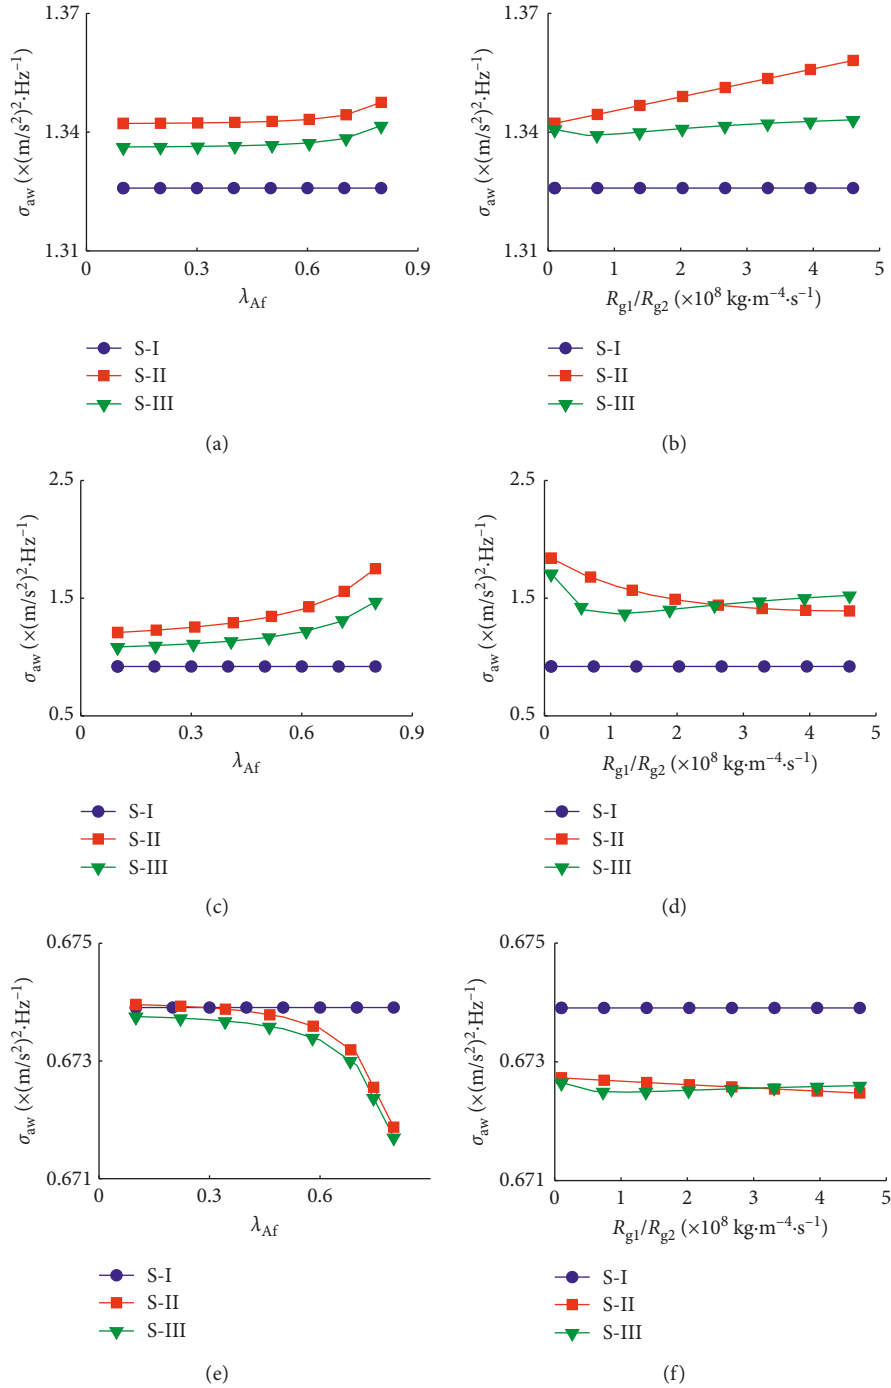 1.37
1.34
1.31
σaw (×(m/s²)²·Hz⁻¹)
0 0.3 0.6 0.9
λAf
S-I
S-II
S-III
(a)
1.37
1.34
1.31
σaw (×(m/s²)²·Hz⁻¹)
0 1 2 3 4 5
Rg1/Rg2 (×10⁸ kg·m⁻⁴·s⁻¹)
S-I
S-II
S-III
(b)
2.5
1.5
0.5
σaw (×(m/s²)²·Hz⁻¹)
0 0.3 0.6 0.9
λAf
S-I
S-II
S-III
(c)
2.5
1.5
0.5
σaw (×(m/s²)²·Hz⁻¹)
0 1 2 3 4 5
Rg1/Rg2 (×10⁸ kg·m⁻⁴·s⁻¹)
S-I
S-II
S-III
(d)
0.675
0.673
0.671
σaw (×(m/s²)²·Hz⁻¹)
0 0.3 0.6
λAf
S-I
S-II
S-III
(e)
0.675
0.673
0.671
σaw (×(m/s²)²·Hz⁻¹)
0 1 2 3 4 5
Rg1/Rg2 (×10⁸ kg·m⁻⁴·s⁻¹)
S-I
S-II
S-III
(f)